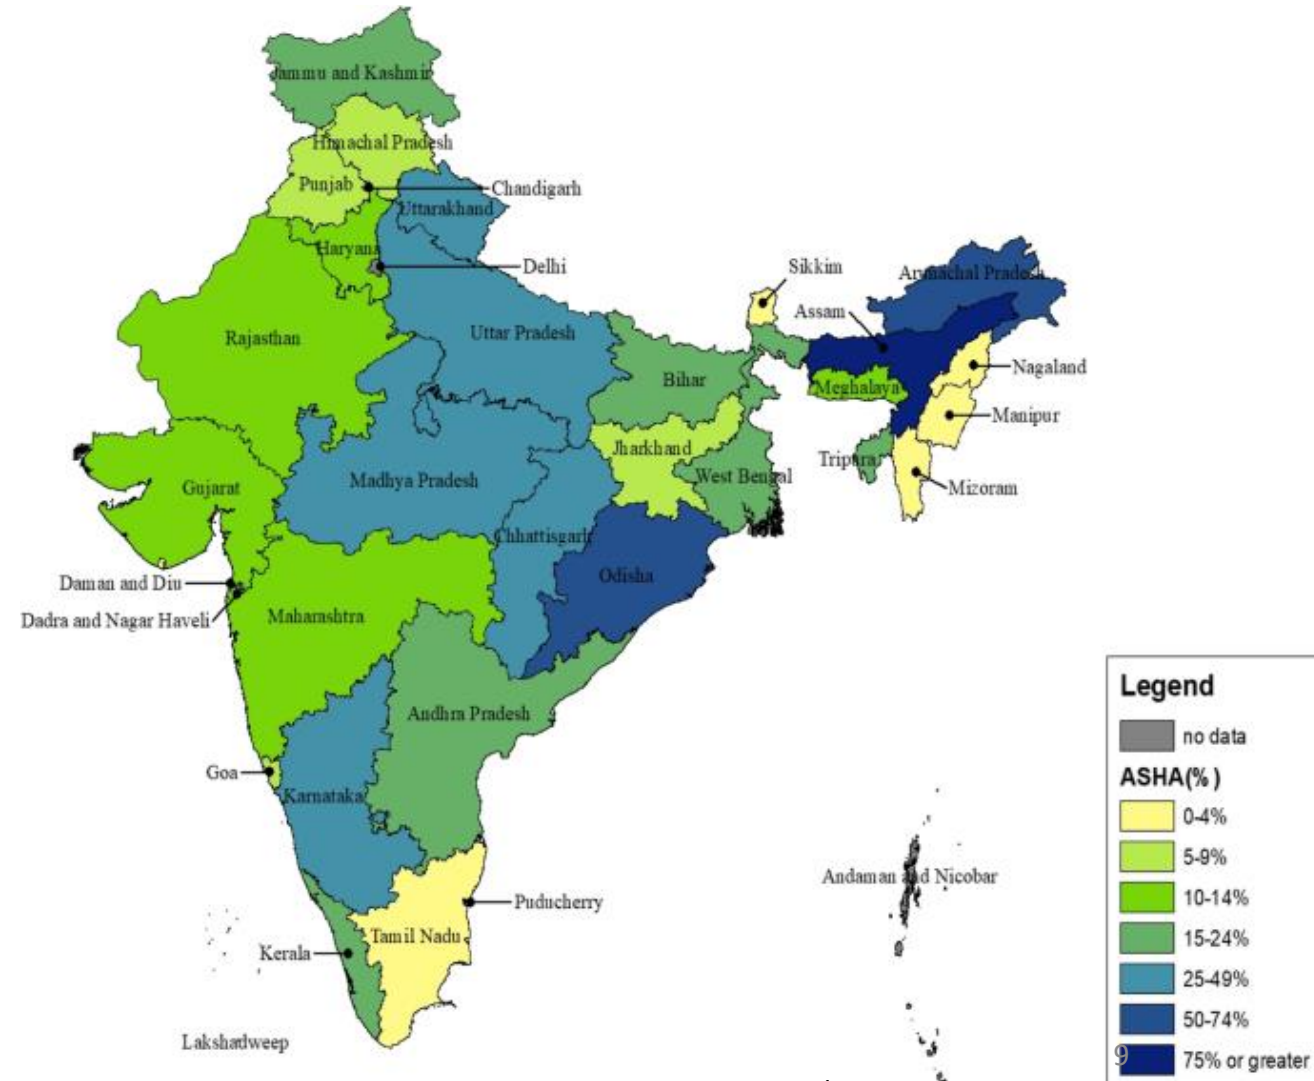 Jammu and Kashmir
Himachal Pradesh
Punjab
Chandigarh
Uttarakhand
Haryana
Delhi
Sikkim
Arunachal Pradesh
Assam
Rajasthan
Uttar Pradesh
Nagaland
Bihar
Meghalaya
Manipur
Jharkhand
Tripura
Gujarat
Madhya Pradesh
West Bengal
Mizoram
Chhattisgarh
Odisha
Daman and Diu
Dadra and Nagar Haveli
Maharashtra
Andhra Pradesh
Goa
Karnataka
Andaman and Nicobar
Puducherry
Tamil Nadu
Kerala
Lakshadweep
Legend
no data
ASHA(%)
0-4%
5-9%
10-14%
15-24%
25-49%
50-74%
75% or greater
9